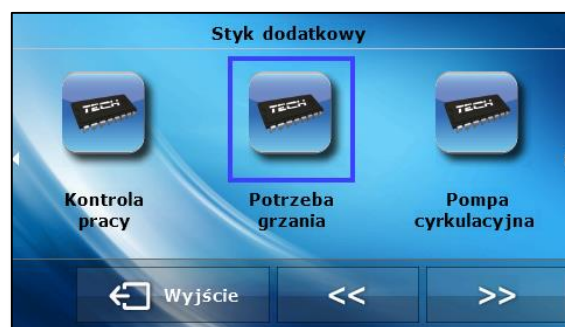 Styk dodatkowy
TECH
TECH
TECH
Kontrola
pracy
Potrzeba
grzania
Pompa
cyrkulacyjna
Wyjście
<<
>>